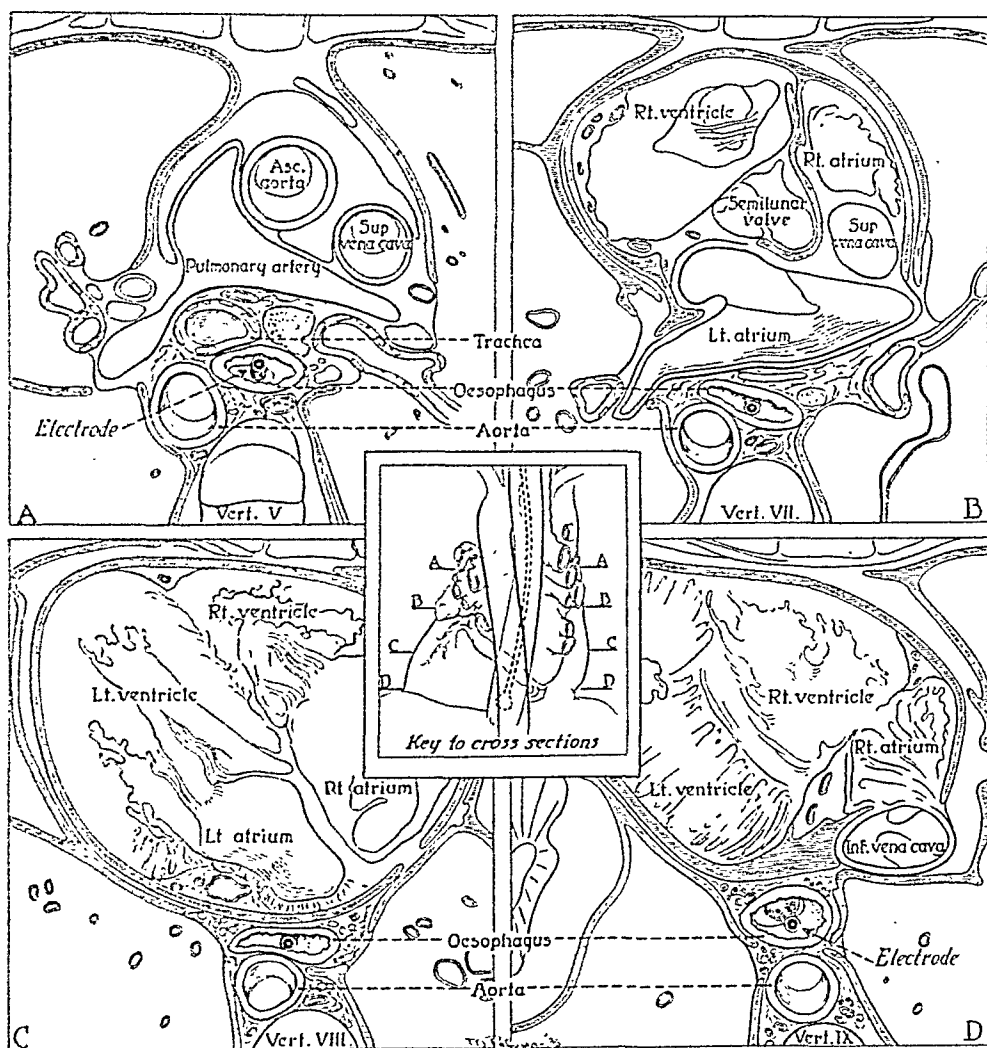 Asc.
aorta
Sup
vena cava
Pulmonary artery
Trachea
Oesophagus
Electrode
Aorta
Vert. V
A
Rt. ventricle
Rt. atrium
Semilunar
valve
Sup
vena cava
Lt. atrium
Vert. VII.
B
A
A
B
B
C
C
D
D
Key to cross sections
Rt. ventricle
Lt. ventricle
Rt atrium
Lt atrium
Oesophagus
Aorta
Vert. VIII.
C
Rt. ventricle
Rt. atrium
Lt. ventricle
Inf. vena cava
Electrode
Vert. IX
D